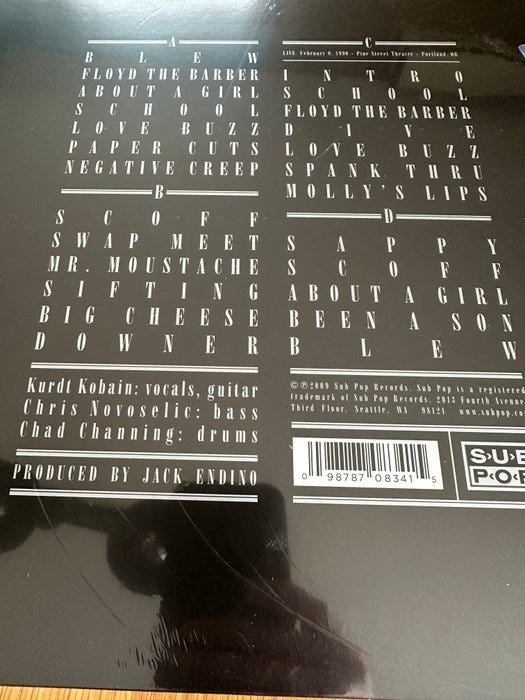 A
BLEW
FLOYD THE BARBER
ABOUT A GIRL
SCHOOL
LOVE BUZZ
PAPER CUTS
NEGATIVE CREEP
B
SCOFF
SWAP MEET
MR. MOUSTACHE
SIFTING
BIG CHEESE
DOWNER
Kurdt Kobain: vocals, guitar
Chris Novoselic: bass
Chad Channing: drums
PRODUCED BY JACK ENDINO
C
LIVE. February 9, 1990 - Pine Street Theatre - Portland, OR
INTRO
SCHOOL
FLOYD THE BARBER
DIVE
LOVE BUZZ
SPANK THRU
MOLLY'S LIPS
D
SAPPY
SCOFF
ABOUT A GIRL
BEEN A SON
BLEW
©℗2009 Sub Pop Records. Sub Pop is a registered
trademark of Sub Pop Records. 2013 Fourth Avenue
Third Floor, Seattle, WA 98121 www.subpop.co
0 98787 08341 5
SUB
POP